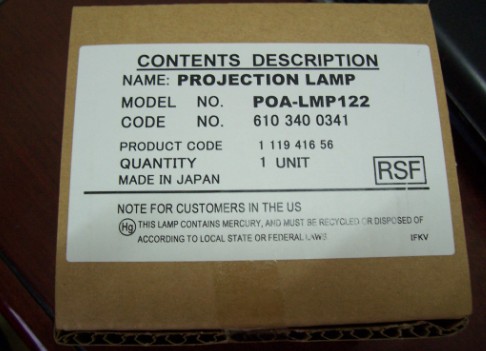 CONTENTS DESCRIPTION
NAME: PROJECTION LAMP
MODEL NO. POA-LMP122
CODE NO. 610 340 0341
PRODUCT CODE 1 119 416 56
QUANTITY 1 UNIT
MADE IN JAPAN RSF
NOTE FOR CUSTOMERS IN THE US
Hg THIS LAMP CONTAINS MERCURY, AND MUST BE RECYCLED OR DISPOSED OF
ACCORDING TO LOCAL STATE OR FEDERAL LAWS IFKV